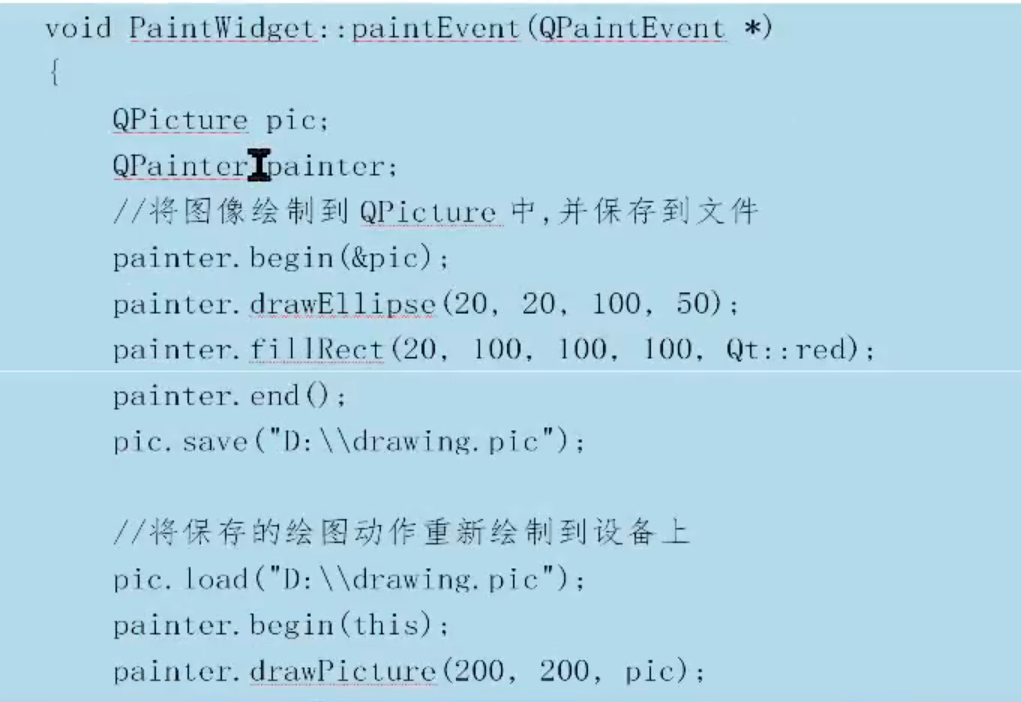 void PaintWidget::paintEvent(QPaintEvent *)
{
QPicture pic;
QPainter painter;
//将图像绘制到 QPicture 中,并保存到文件
painter.begin(&pic);
painter.drawEllipse(20, 20, 100, 50);
painter.fillRect(20, 100, 100, 100, Qt::red);
painter.end();
pic.save("D:\\drawing.pic");
//将保存的绘图动作重新绘制到设备上
pic.load("D:\\drawing.pic");
painter.begin(this);
painter.drawPicture(200, 200, pic);